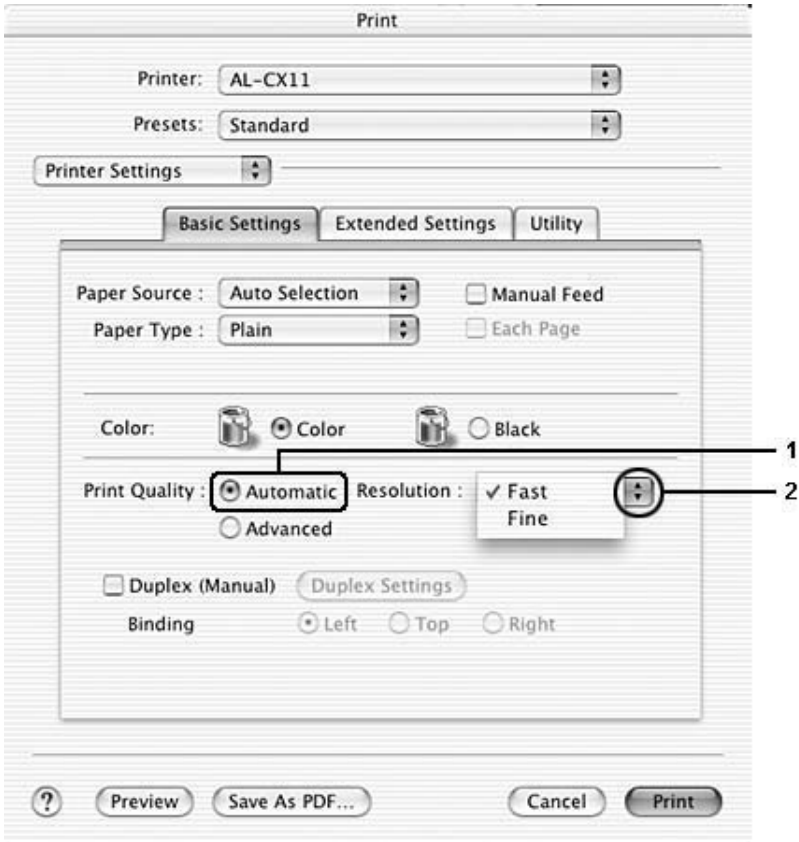 Print
Printer: AL-CX11
Presets: Standard
Printer Settings
Basic Settings Extended Settings Utility
Paper Source : Auto Selection Manual Feed
Paper Type : Plain Each Page
Color: Color Black
1
Print Quality : Automatic Resolution : ✓ Fast 2
Advanced Fine
Duplex (Manual) Duplex Settings
Binding Left Top Right
? Preview Save As PDF... Cancel Print